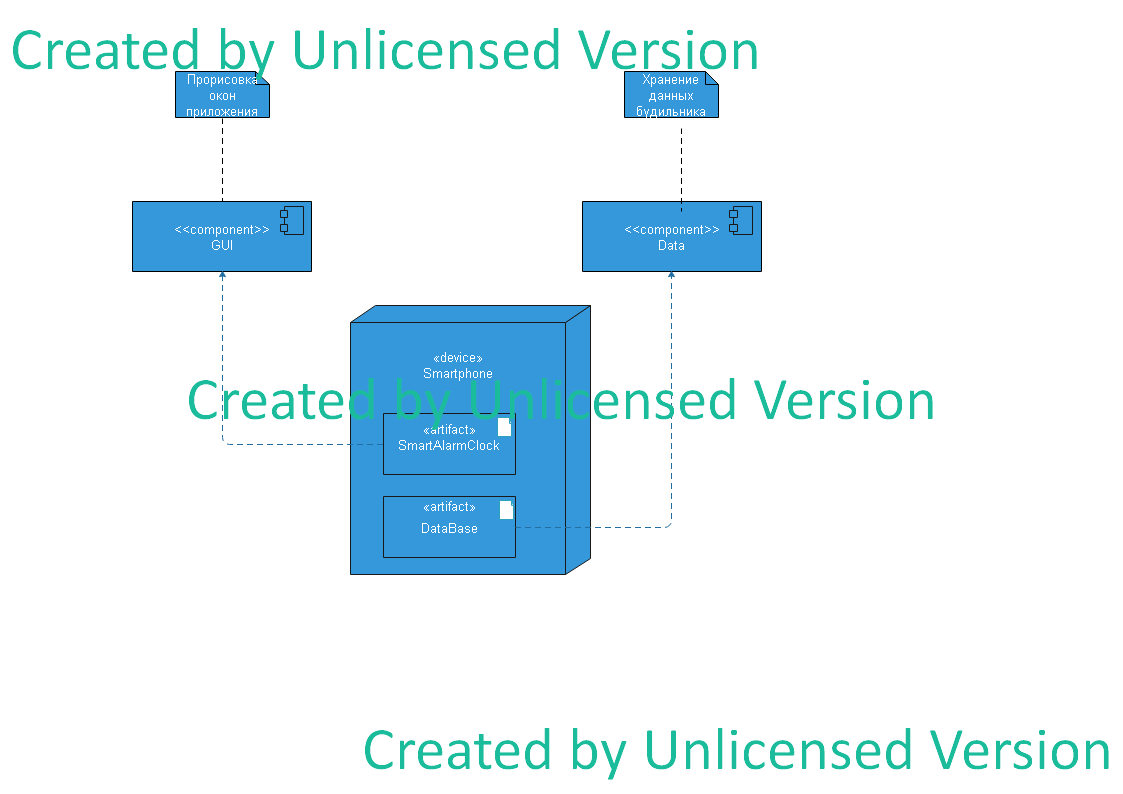 Created by Unlicensed Version
Прорисовка
окон
приложения
Хранение
данных
будильника
<<component>>
GUI
<<component>>
Data
«device»
Smartphone
Created by Unlicensed Version
«artifact»
SmartAlarmClock
«artifact»
DataBase
Created by Unlicensed Version